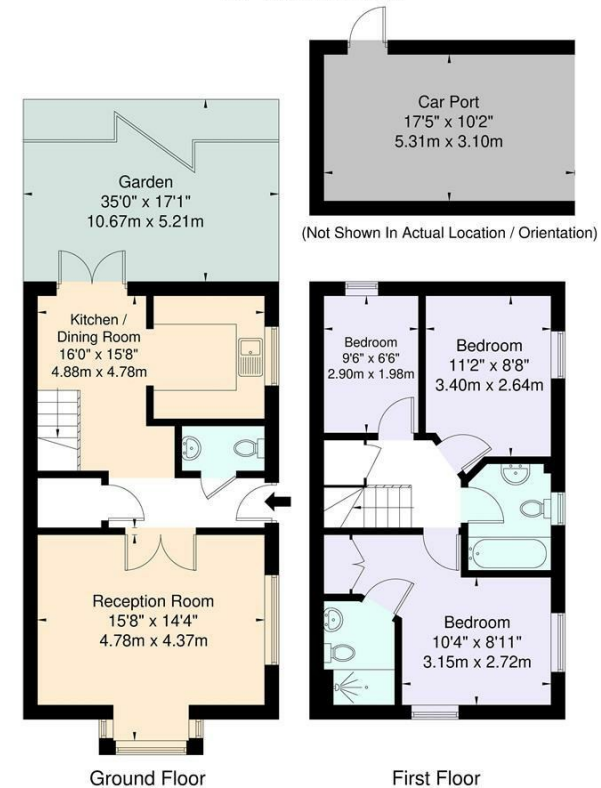 Car Port
17'5" x 10'2"
5.31m x 3.10m
(Not Shown In Actual Location / Orientation)
Garden
35'0" x 17'1"
10.67m x 5.21m
Kitchen /
Dining Room
16'0" x 15'8"
4.88m x 4.78m
Reception Room
15'8" x 14'4"
4.78m x 4.37m
Ground Floor
Bedroom
9'6" x 6'6"
2.90m x 1.98m
Bedroom
11'2" x 8'8"
3.40m x 2.64m
Bedroom
10'4" x 8'11"
3.15m x 2.72m
First Floor